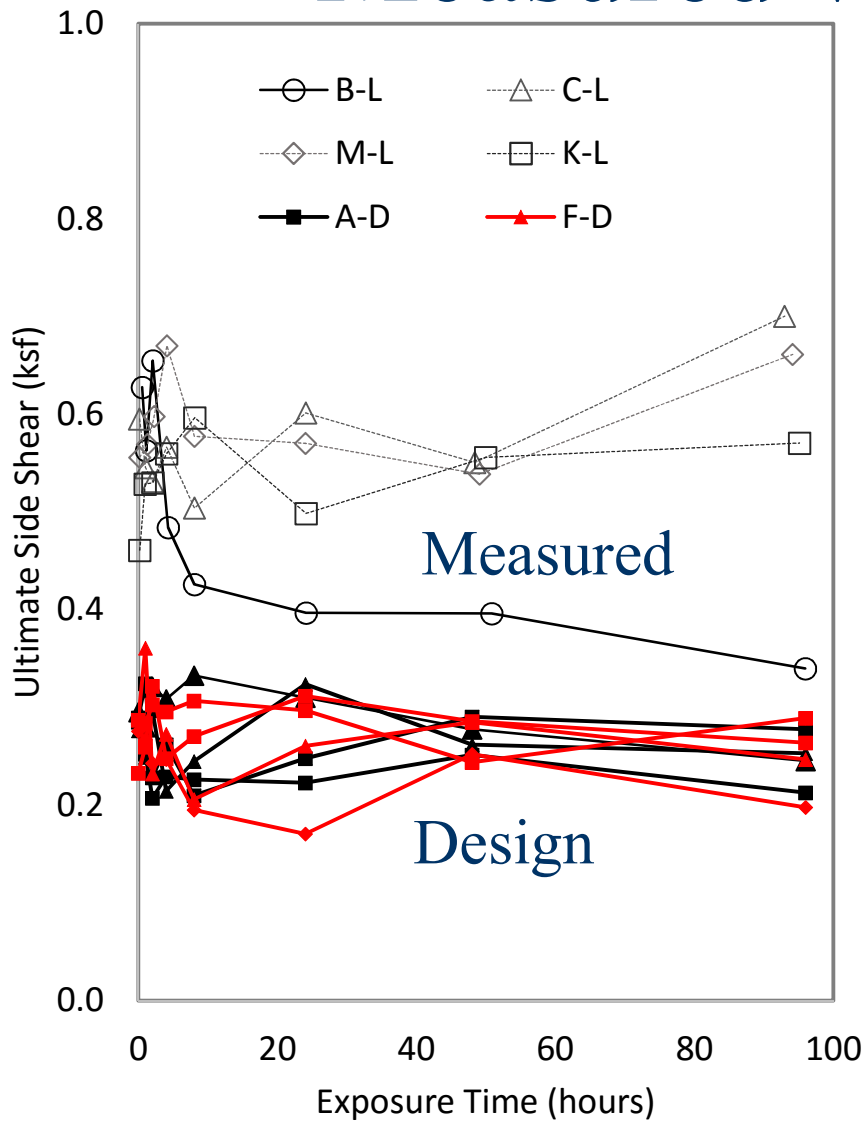 1.0
B-L
C-L
M-L
K-L
A-D
F-D
0.8
0.6
0.4
0.2
0.0
Ultimate Side Shear (ksf)
Measured
Design
0
20
40
60
80
100
Exposure Time (hours)